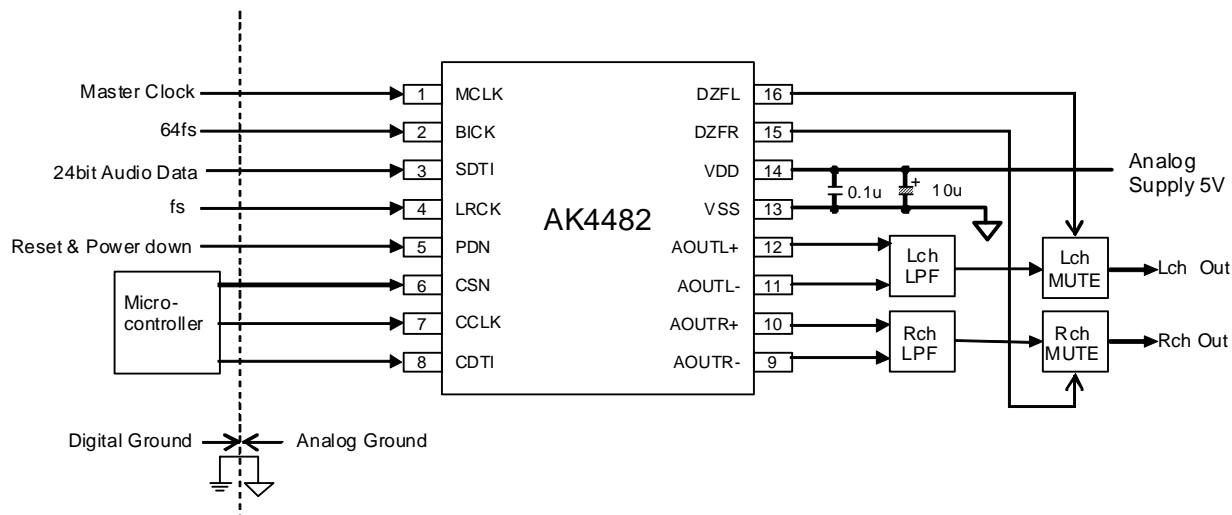 Master Clock
64fs
24bit Audio Data
fs
Reset & Power down
Micro-
controller
1 MCLK
2 BICK
3 SDTI
4 LRCK
5 PDN
6 CSN
7 CCLK
8 CDTI
AK4482
DZFL 16
DZFR 15
VDD 14
VSS 13
AOUTL+ 12
AOUTL- 11
AOUTR+ 10
AOUTR- 9
0.1u
+
10u
Analog
Supply 5V
Lch
LPF
Lch
MUTE
Lch Out
Rch
LPF
Rch
MUTE
Rch Out
Digital Ground
Analog Ground